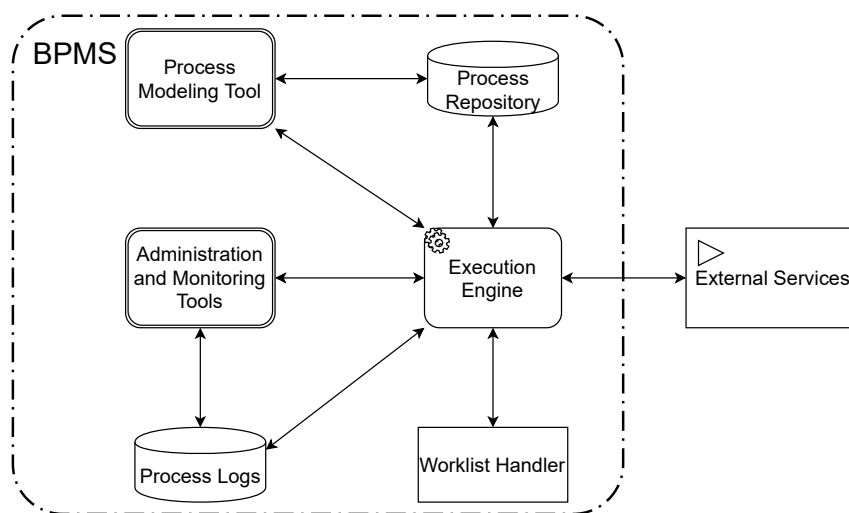 BPMS
Process
Modeling Tool
Process
Repository
Administration
and Monitoring
Tools
Execution
Engine
External Services
Process Logs
Worklist Handler